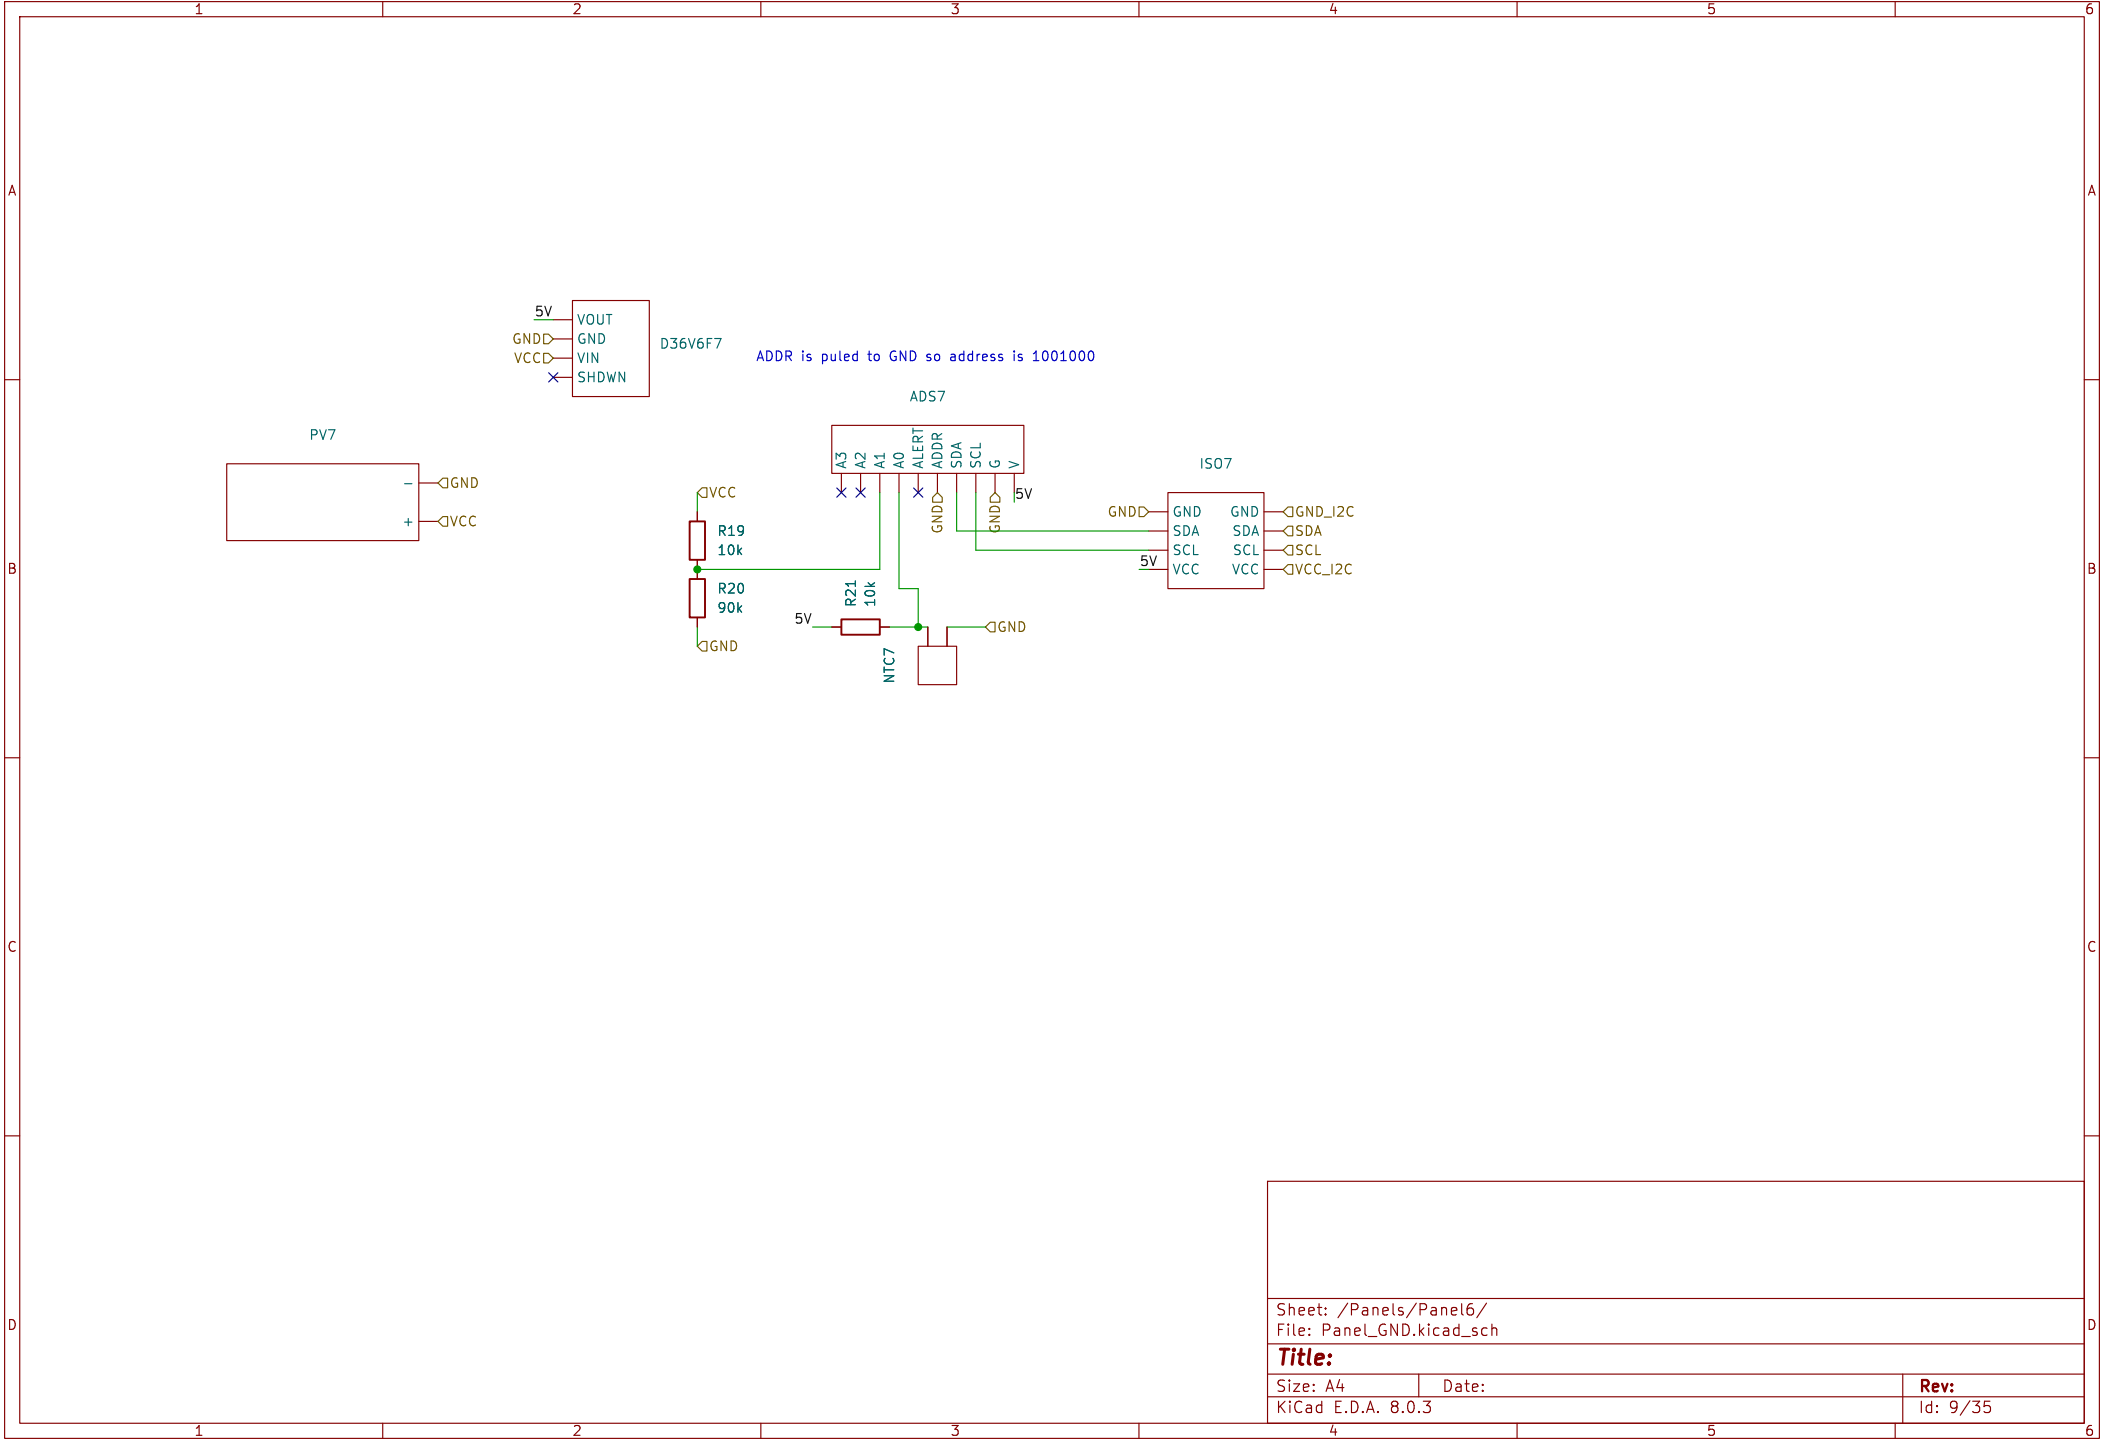 1 2 3 4 5 6
A A
5V
VOUT
GND GND
VCC VIN
SHDWN
D36V6F7
ADDR is puled to GND so address is 1001000
ADS7
A3 A2 A1 A0 ALERT ADDR SDA SCL G V
GND GND 5V
PV7
- GND
+ VCC
VCC
R19
10k
R20
90k
GND
R21
10k
5V
NTC7
GND
ISO7
GND GND GND GND_I2C
SDA SDA SDA
SCL SCL SCL
5V VCC VCC VCC_I2C
B B
C C
D D
Sheet: /Panels/Panel6/
File: Panel_GND.kicad_sch
Title:
Size: A4 Date: Rev:
KiCad E.D.A. 8.0.3 Id: 9/35
1 2 3 4 5 6